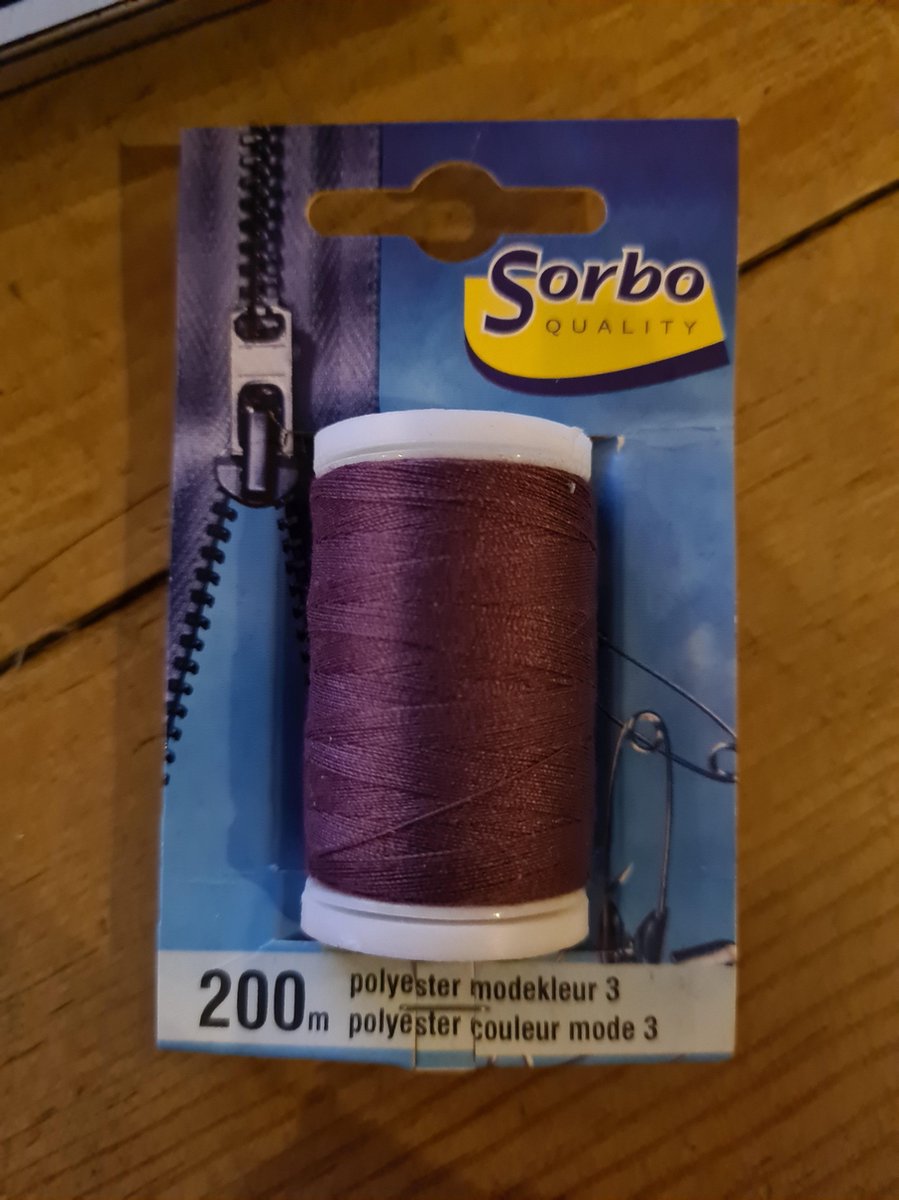 Sorbo
QUALITY
200m
polyester modekleur 3
polyester couleur mode 3